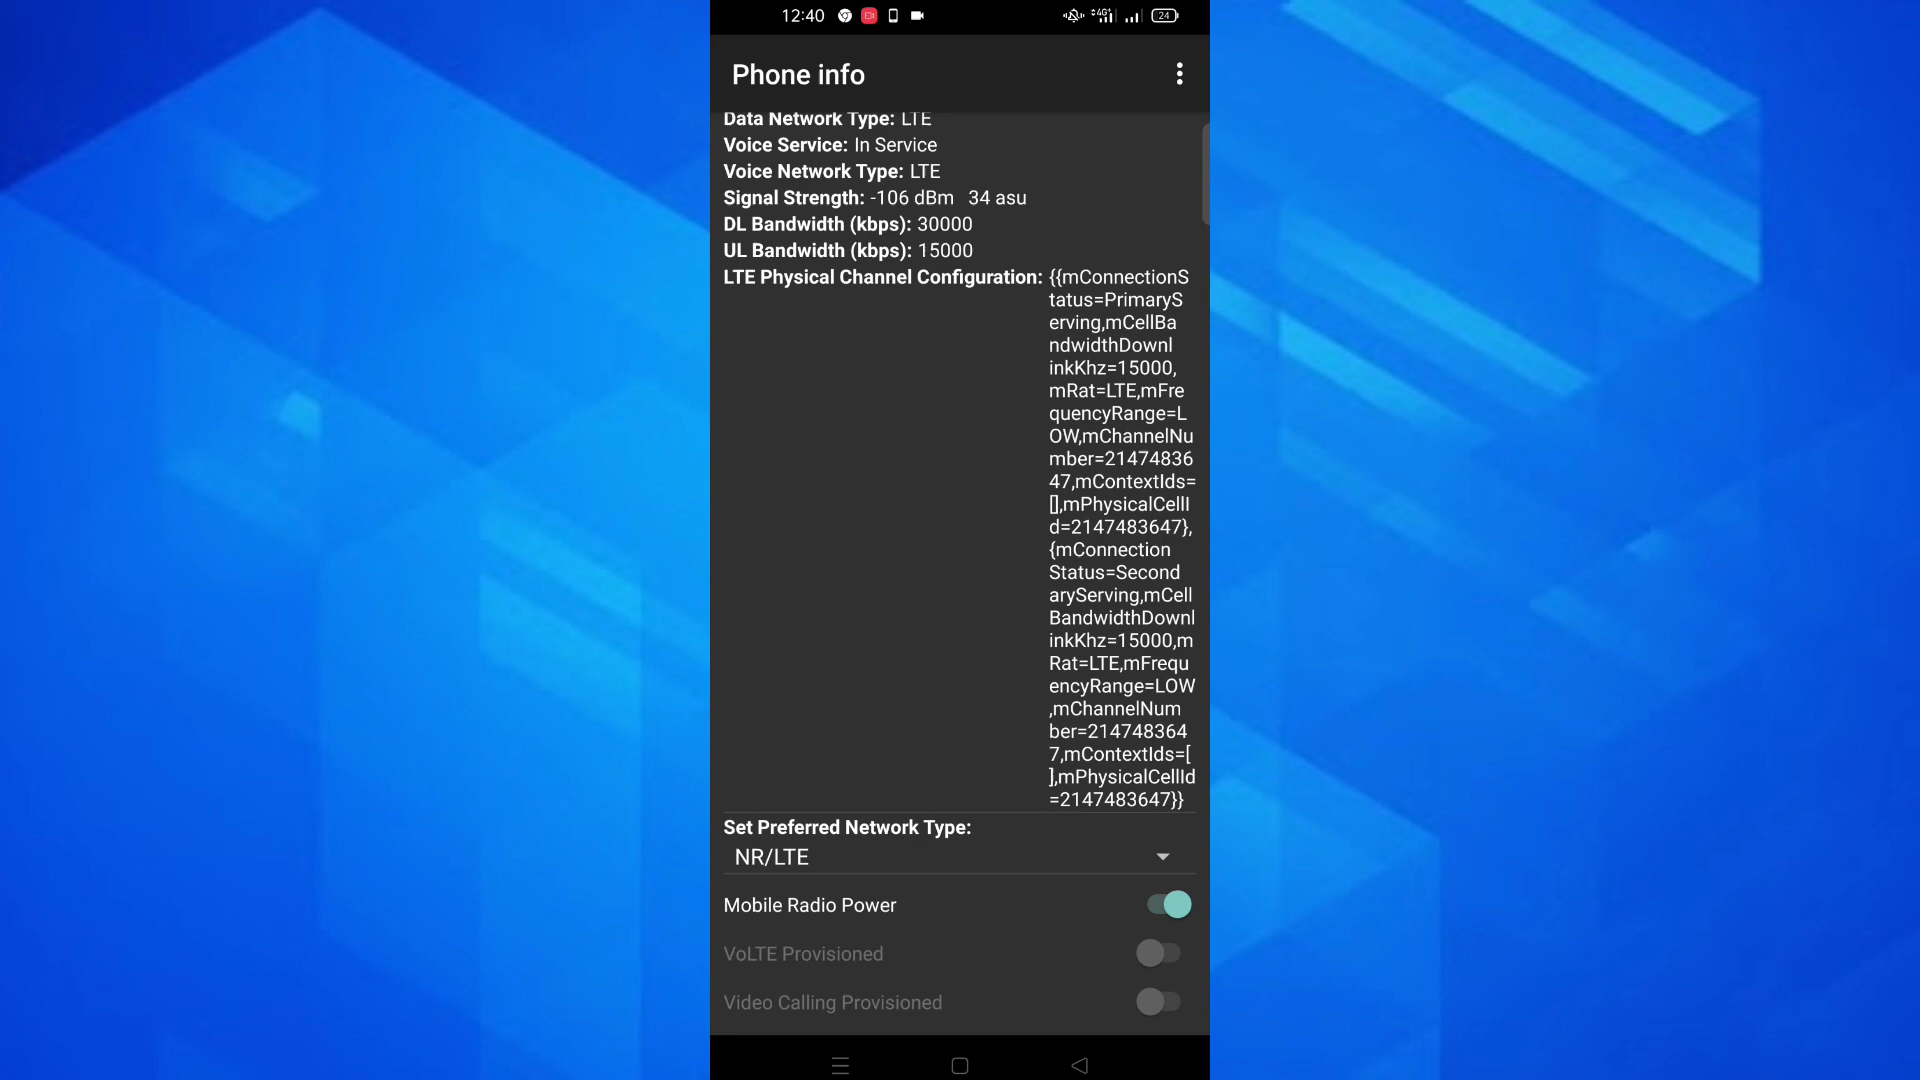 12:40
4G+
24
Phone info
Data Network Type: LTE
Voice Service: In Service
Voice Network Type: LTE
Signal Strength: -106 dBm   34 asu
DL Bandwidth (kbps): 30000
UL Bandwidth (kbps): 15000
LTE Physical Channel Configuration: {{mConnectionS
tatus=PrimaryS
erving,mCellBa
ndwidthDownl
inkKhz=15000,
mRat=LTE,mFre
quencyRange=L
OW,mChannelNu
mber=21474836
47,mContextIds=
[],mPhysicalCellI
d=2147483647},
{mConnection
Status=Second
aryServing,mCell
BandwidthDownl
inkKhz=15000,m
Rat=LTE,mFrequ
encyRange=LOW
,mChannelNum
ber=214748364
7,mContextIds=[
],mPhysicalCellId
=2147483647}}
Set Preferred Network Type:
NR/LTE
Mobile Radio Power
VoLTE Provisioned
Video Calling Provisioned